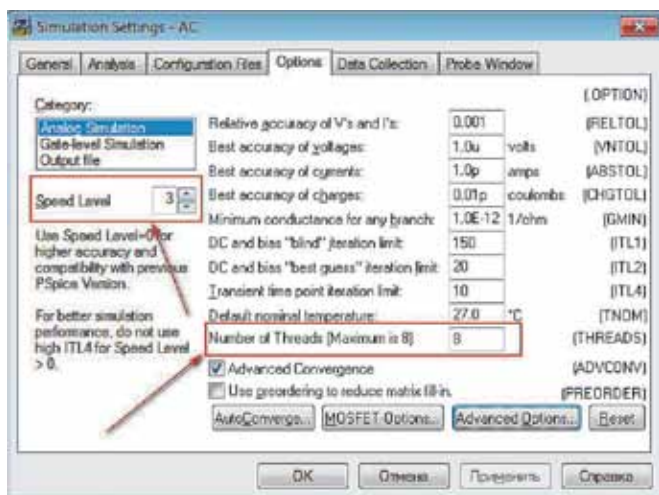 Simulation Settings - AC
General Analysis Configuration Files Options Data Collection Probe Window
(.OPTION)
Category:
Analog Simulation
Gate-level Simulation
Output file
Speed Level 3
Use Speed Level=0 for
higher accuracy and
compatibility with previous
PSpice Version.
For better simulation
performance, do not use
high ITL4 for Speed Level
> 0.
Relative accuracy of V's and I's: 0.001 (RELTOL)
Best accuracy of voltages: 1.0u volts (VNTOL)
Best accuracy of currents: 1.0p amps (ABSTOL)
Best accuracy of charges: 0.01p coulombs (CHGTOL)
Minimum conductance for any branch: 1.0E-12 1/ohm (GMIN)
DC and bias "blind" iteration limit: 150 (ITL1)
DC and bias "best guess" iteration limit: 20 (ITL2)
Transient time point iteration limit: 10 (ITL4)
Default nominal temperature: 27.0 °C (TNOM)
Number of Threads [Maximum is 8] 8 (THREADS)
Advanced Convergence (ADVCONV)
Use preordering to reduce matrix fill-in. (PREORDER)
AutoConverge... MOSFET Options... Advanced Options... Reset
OK Отмена Применить Справка